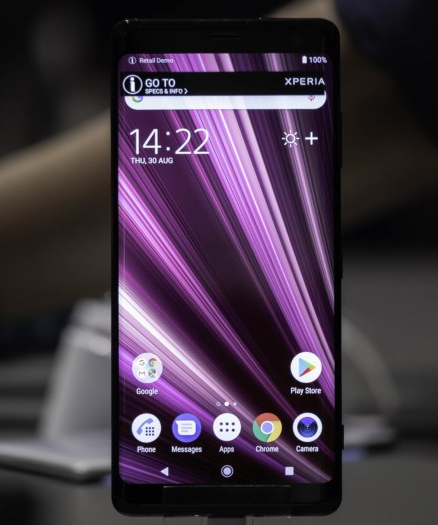 Retail Demo 100%
GO TO XPERIA
SPECS & INFO
14:22
THU, 30 AUG
Google Play Store
Phone Messages Apps Chrome Camera